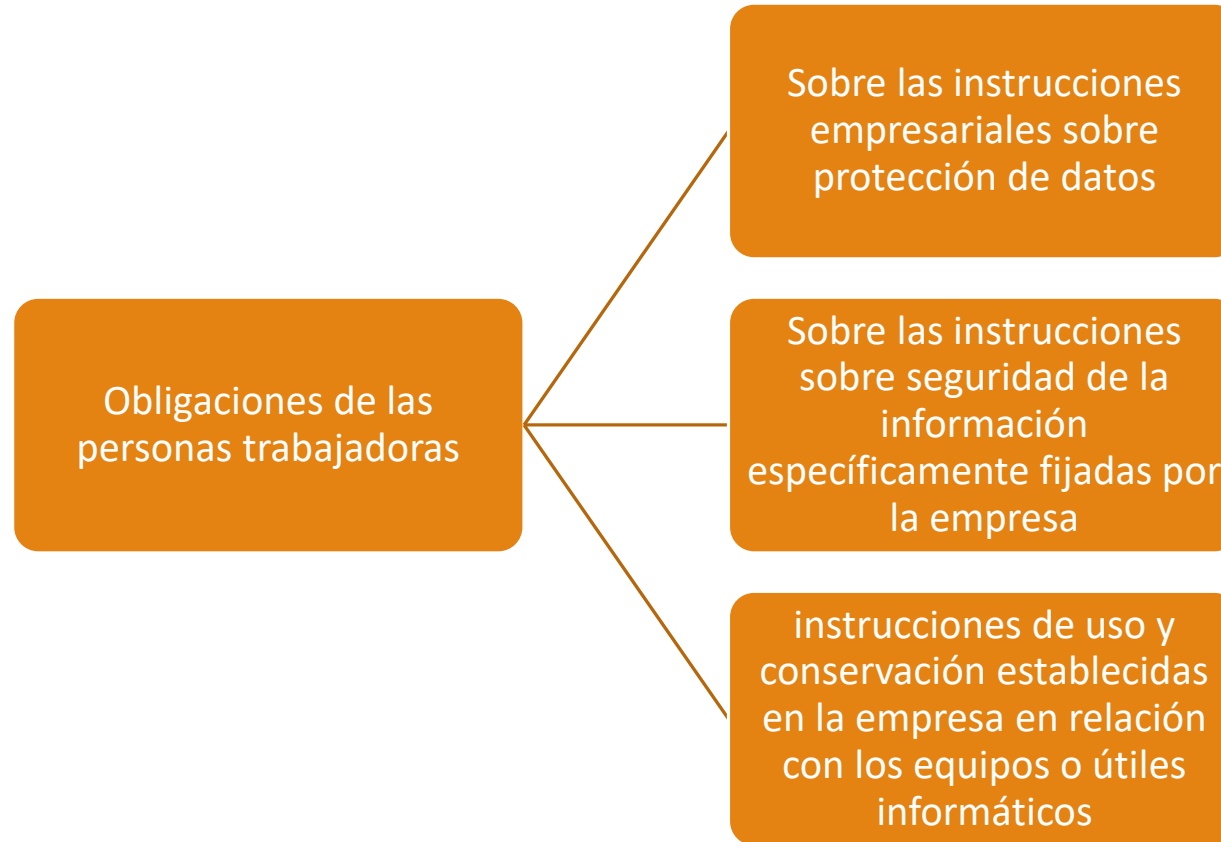 Obligaciones de las
personas trabajadoras
Sobre las instrucciones
empresariales sobre
protección de datos
Sobre las instrucciones
sobre seguridad de la
información
específicamente fijadas por
la empresa
instrucciones de uso y
conservación establecidas
en la empresa en relación
con los equipos o útiles
informáticos